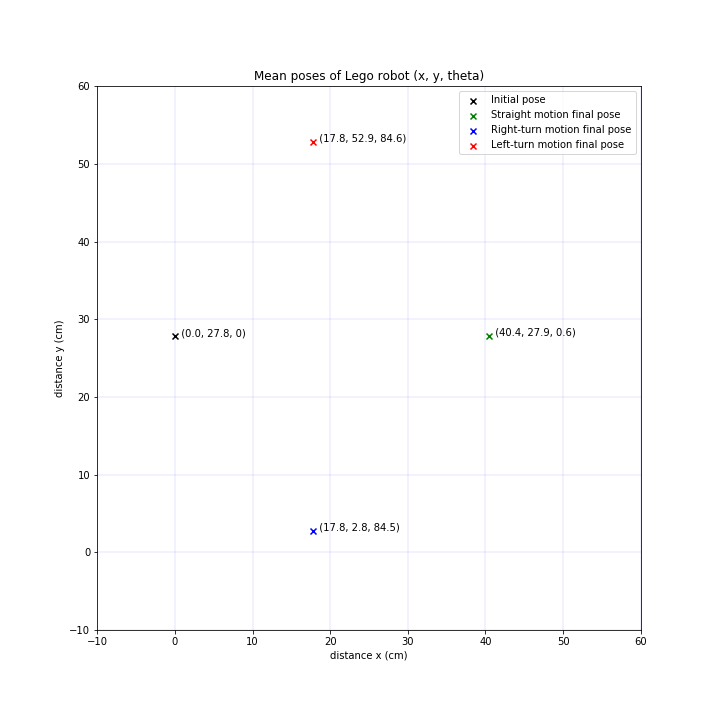 Mean poses of Lego robot (x, y, theta)
60
50
40
30
20
10
0
−10
distance y (cm)
Initial pose
Straight motion final pose
Right-turn motion final pose
Left-turn motion final pose
(17.8, 52.9, 84.6)
(0.0, 27.8, 0)
(40.4, 27.9, 0.6)
(17.8, 2.8, 84.5)
−10 0 10 20 30 40 50 60
distance x (cm)